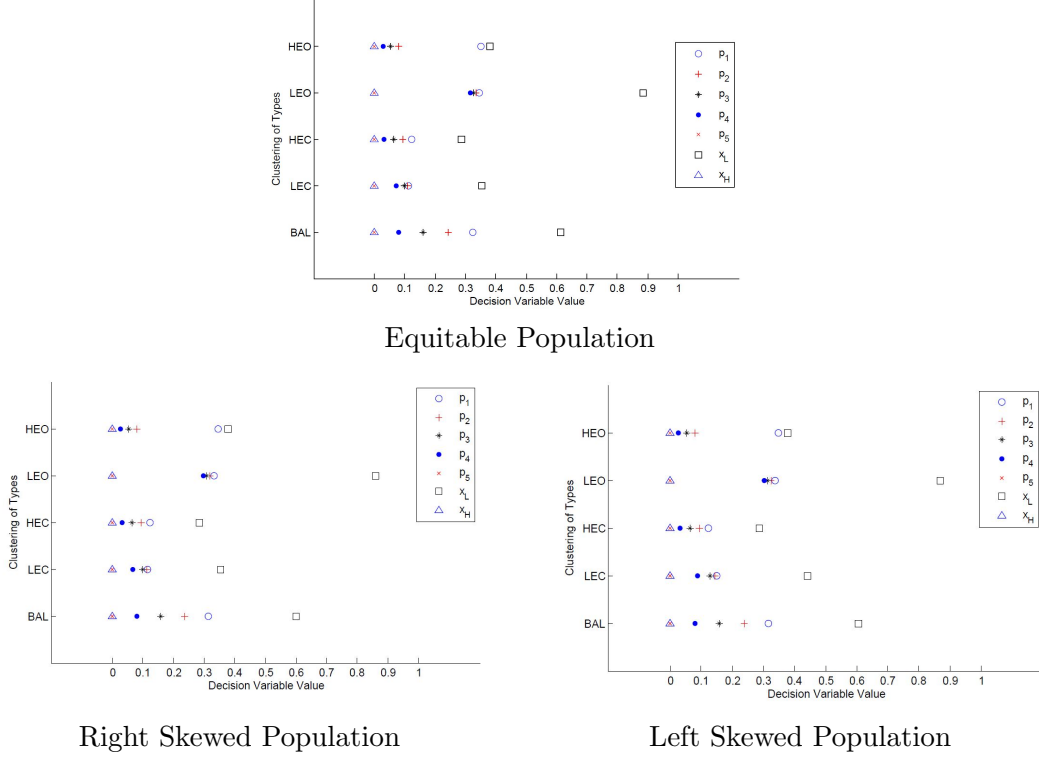 HEO
LEO
HEC
LEC
BAL
Clustering of Types
0 0.1 0.2 0.3 0.4 0.5 0.6 0.7 0.8 0.9 1
Decision Variable Value
p1
p2
p3
p4
p5
xL
xH
Equitable Population
HEO
LEO
HEC
LEC
BAL
Clustering of Types
0 0.1 0.2 0.3 0.4 0.5 0.6 0.7 0.8 0.9 1
Decision Variable Value
p1
p2
p3
p4
p5
xL
xH
Right Skewed Population
HEO
LEO
HEC
LEC
BAL
Clustering of Types
0 0.1 0.2 0.3 0.4 0.5 0.6 0.7 0.8 0.9 1
Decision Variable Value
p1
p2
p3
p4
p5
xL
xH
Left Skewed Population